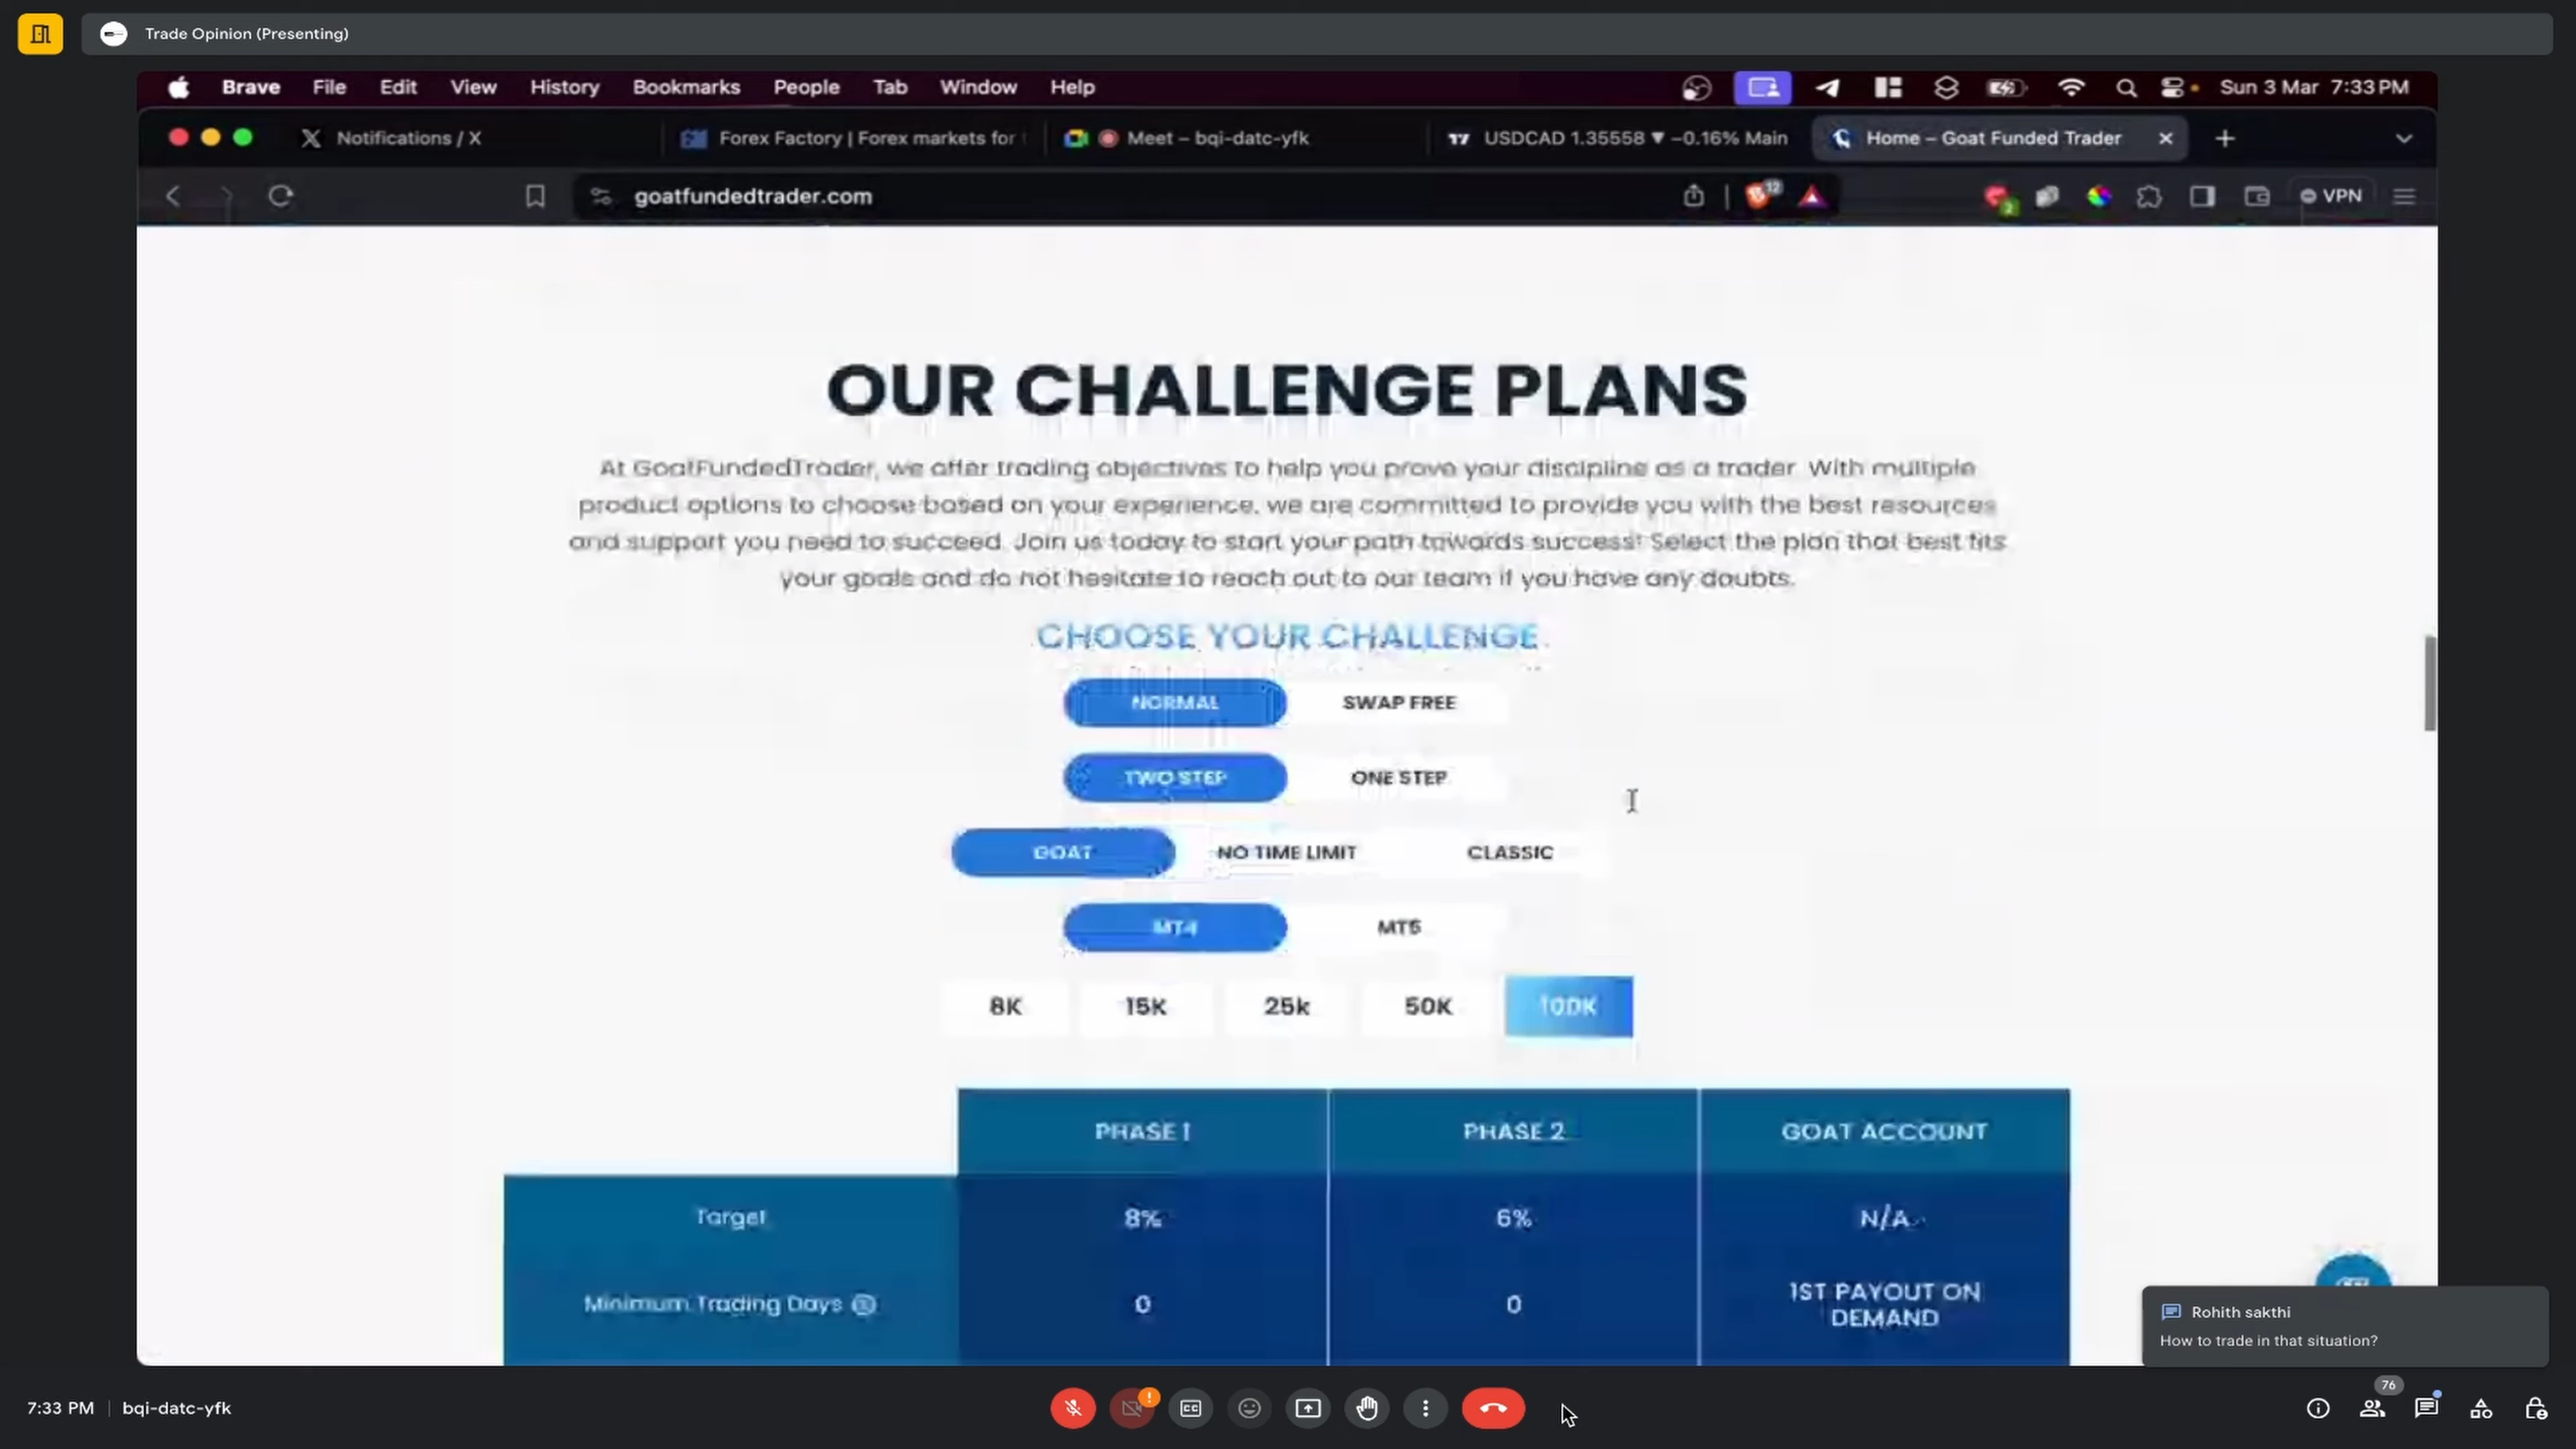 Trade Opinion (Presenting)
Brave File Edit View History Bookmarks People Tab Window Help Sun 3 Mar 7:33 PM
Notifications / X Forex Factory | Forex markets for Meet – bqi-datc-yfk USDCAD 1.35558 ▼ −0.16% Main Home – Goat Funded Trader
goatfundedtrader.com 12 2 VPN
OUR CHALLENGE PLANS
At GoatFundedTrader, we offer trading objectives to help you prove your discipline as a trader. With multiple
product options to choose based on your experience, we are committed to provide you with the best resources
and support you need to succeed. Join us today to start your path towards success! Select the plan that best fits
your goals and do not hesitate to reach out to our team if you have any doubts.
CHOOSE YOUR CHALLENGE
NORMAL SWAP FREE
TWO STEP ONE STEP
GOAT NO TIME LIMIT CLASSIC
MT4 MT5
8K 15K 25k 50K 100K
PHASE 1 PHASE 2 GOAT ACCOUNT
Target 8% 6% N/A
Minimum Trading Days 0 0 1ST PAYOUT ON
DEMAND
Rohith sakthi
How to trade in that situation?
7:33 PM | bqi-datc-yfk CC 76